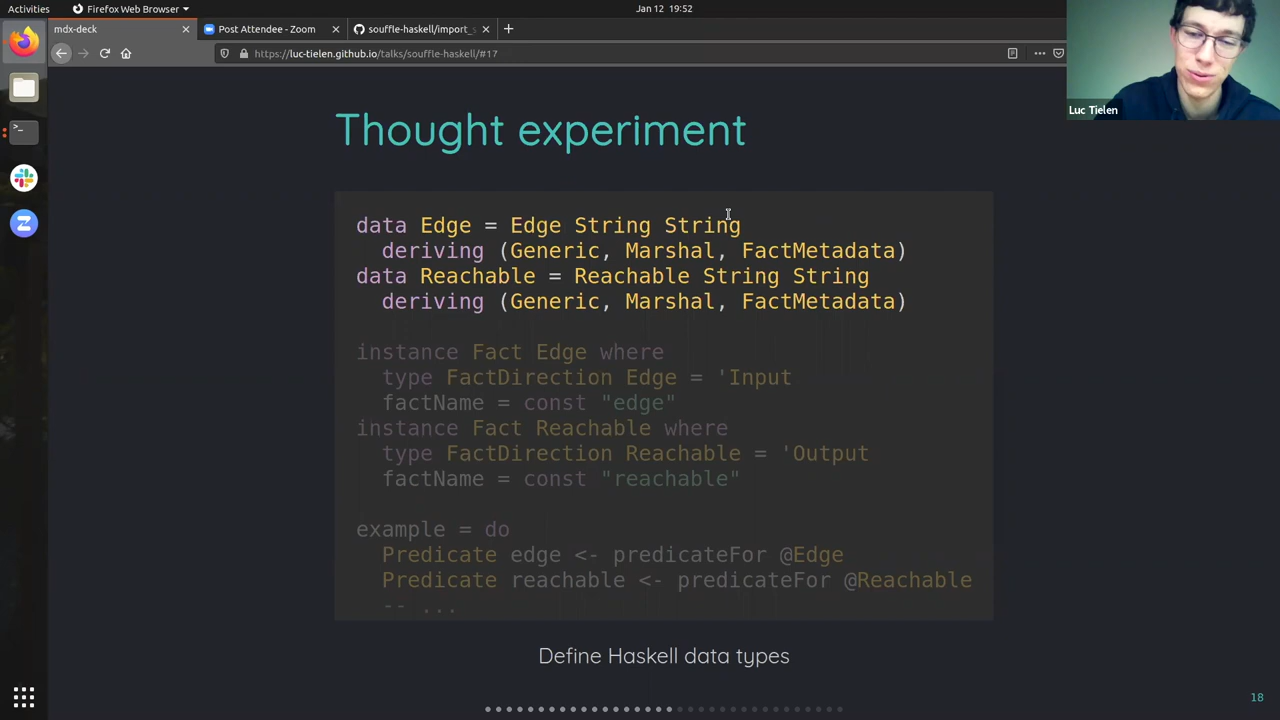 Activities
Firefox Web Browser
Jan 12 19:52
mdx-deck
Post Attendee - Zoom
souffle-haskell/import_s
https://luc-tielen.github.io/talks/souffle-haskell/#17
Luc Tielen
Thought experiment
data Edge = Edge String String
  deriving (Generic, Marshal, FactMetadata)
data Reachable = Reachable String String
  deriving (Generic, Marshal, FactMetadata)
instance Fact Edge where
  type FactDirection Edge = 'Input
  factName = const "edge"
instance Fact Reachable where
  type FactDirection Reachable = 'Output
  factName = const "reachable"
example = do
  Predicate edge <- predicateFor @Edge
  Predicate reachable <- predicateFor @Reachable
  -- ...
Define Haskell data types
18